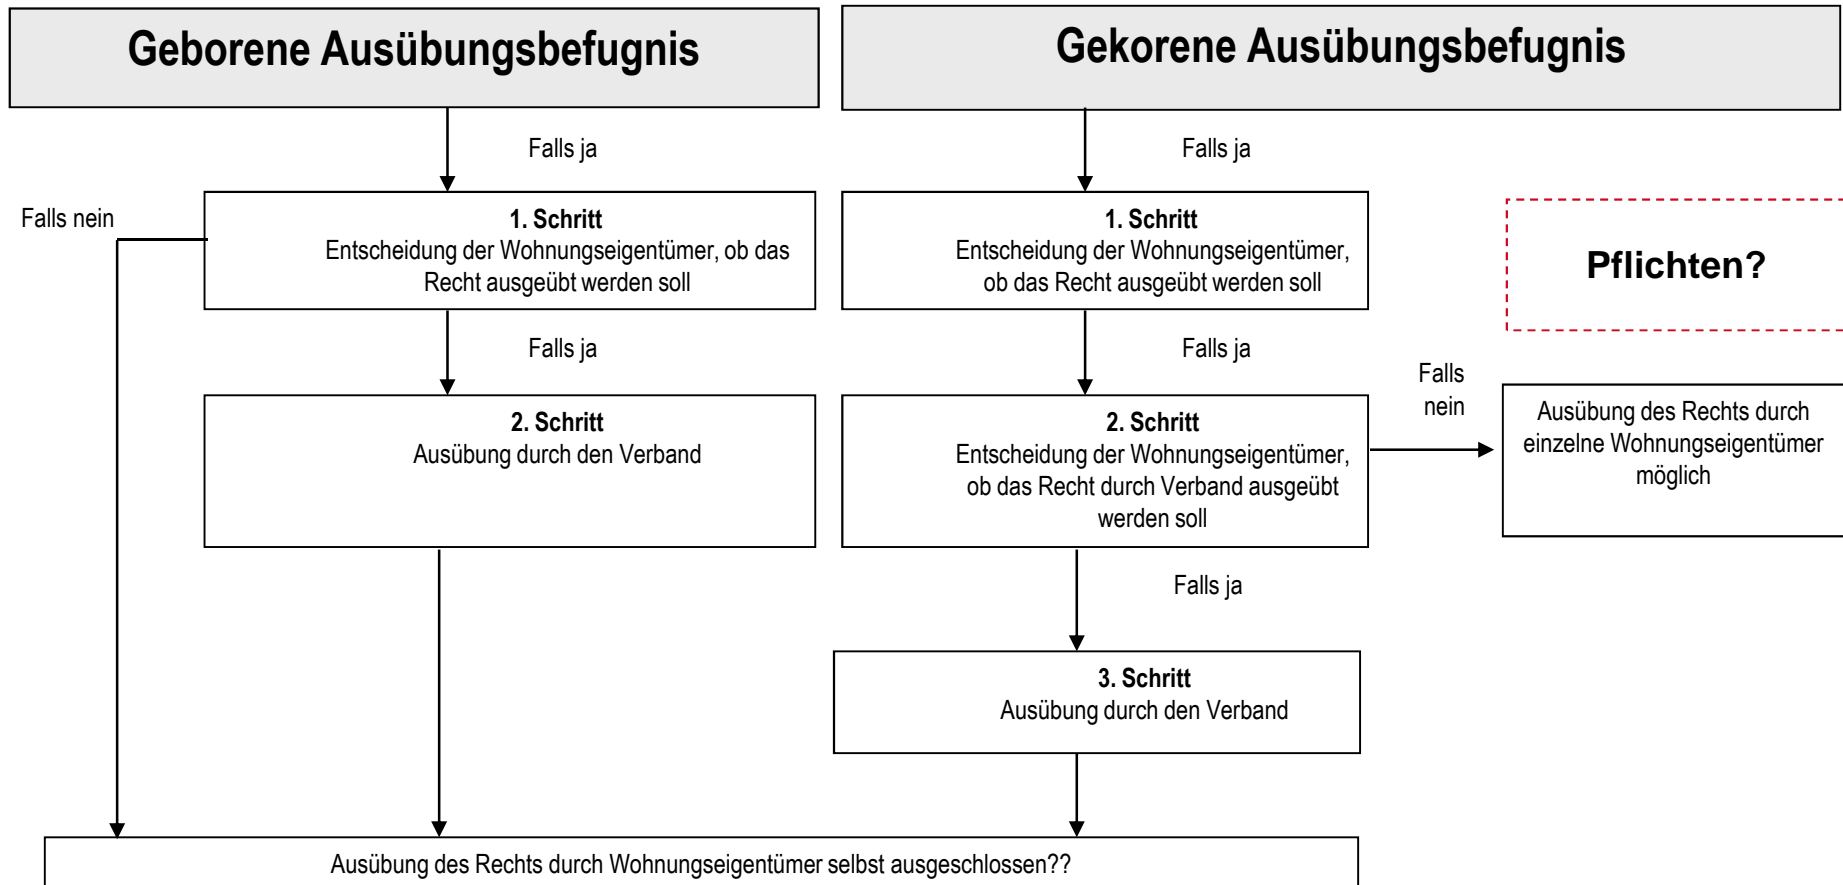 Geborene Ausübungsbefugnis
Gekorene Ausübungsbefugnis
Falls ja
Falls ja
Falls nein
1. Schritt
Entscheidung der Wohnungseigentümer, ob das
Recht ausgeübt werden soll
1. Schritt
Entscheidung der Wohnungseigentümer,
ob das Recht ausgeübt werden soll
Pflichten?
Falls ja
Falls ja
Falls
nein
2. Schritt
Ausübung durch den Verband
2. Schritt
Entscheidung der Wohnungseigentümer,
ob das Recht durch Verband ausgeübt
werden soll
Ausübung des Rechts durch
einzelne Wohnungseigentümer
möglich
Falls ja
3. Schritt
Ausübung durch den Verband
Ausübung des Rechts durch Wohnungseigentümer selbst ausgeschlossen??